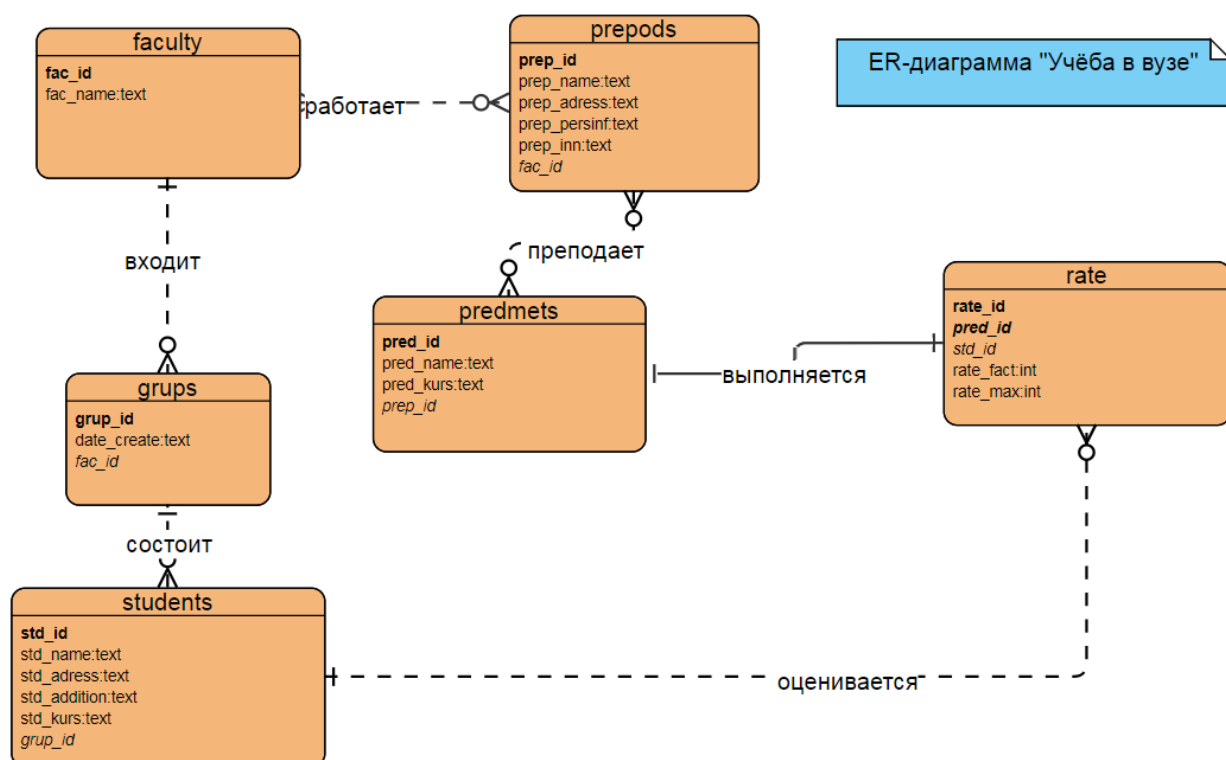 faculty
fac_id
fac_name:text
работает
prepods
prep_id
prep_name:text
prep_adress:text
prep_persinf:text
prep_inn:text
fac_id
ER-диаграмма "Учёба в вузе"
входит
преподает
predmets
pred_id
pred_name:text
pred_kurs:text
prep_id
выполняется
rate
rate_id
pred_id
std_id
rate_fact:int
rate_max:int
grups
grup_id
date_create:text
fac_id
состоит
students
std_id
std_name:text
std_adress:text
std_addition:text
std_kurs:text
grup_id
оценивается